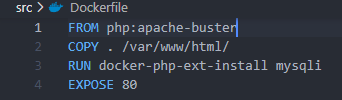 src > Dockerfile
1 FROM php:apache-buster
2 COPY . /var/www/html/
3 RUN docker-php-ext-install mysqli
4 EXPOSE 80